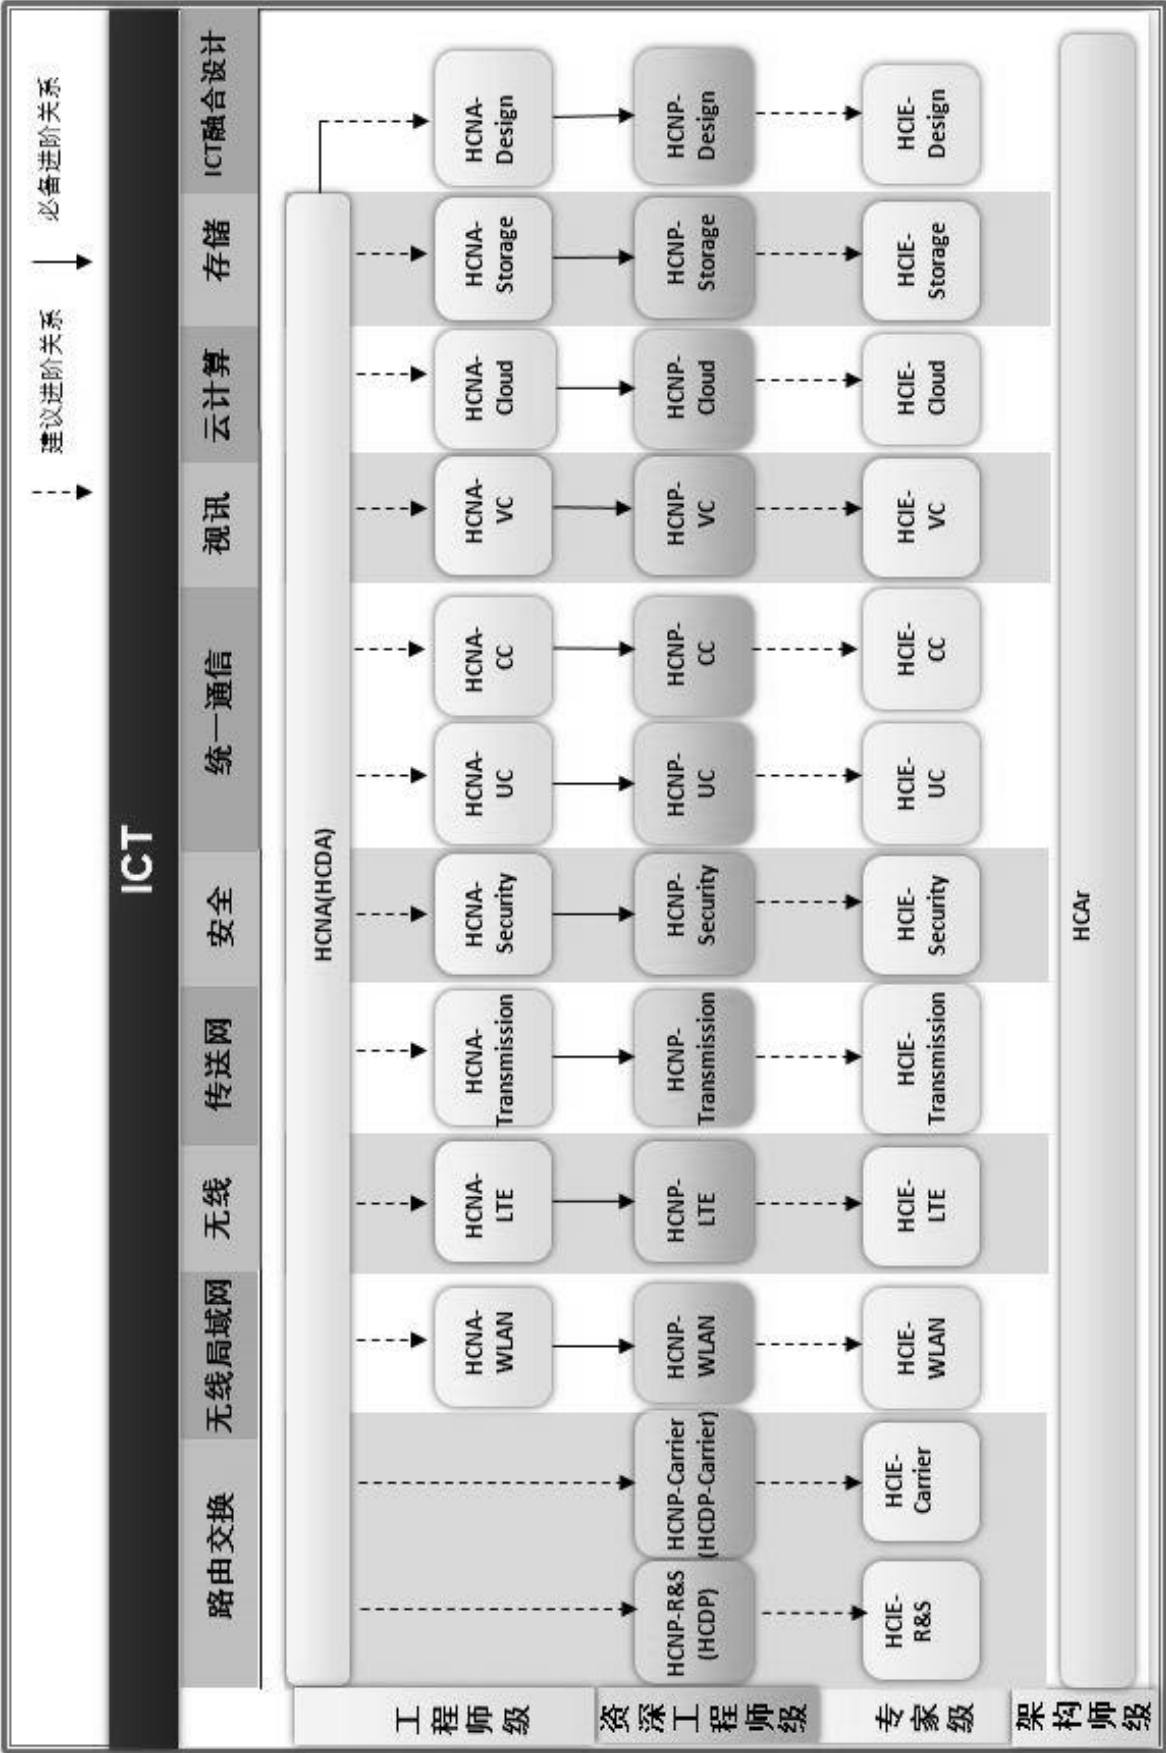 建议进阶关系
必备进阶关系
ICT
路由交换
无线局域网
无线
传送网
安全
统一通信
视讯
云计算
存储
ICT融合设计
工程师级
HCNA(HCDA)
HCNA-
WLAN
HCNA-
LTE
HCNA-
Transmission
HCNA-
Security
HCNA-
UC
HCNA-
CC
HCNA-
VC
HCNA-
Cloud
HCNA-
Storage
HCNA-
Design
资深工程师级
HCNP-R&S
(HCDP)
HCNP-Carrier
(HCDP-Carrier)
HCNP-
WLAN
HCNP-
LTE
HCNP-
Transmission
HCNP-
Security
HCNP-
UC
HCNP-
CC
HCNP-
VC
HCNP-
Cloud
HCNP-
Storage
HCNP-
Design
专家级
HCIE-
R&S
HCIE-
Carrier
HCIE-
WLAN
HCIE-
LTE
HCIE-
Transmission
HCIE-
Security
HCIE-
UC
HCIE-
CC
HCIE-
VC
HCIE-
Cloud
HCIE-
Storage
HCIE-
Design
架构师级
HCAr